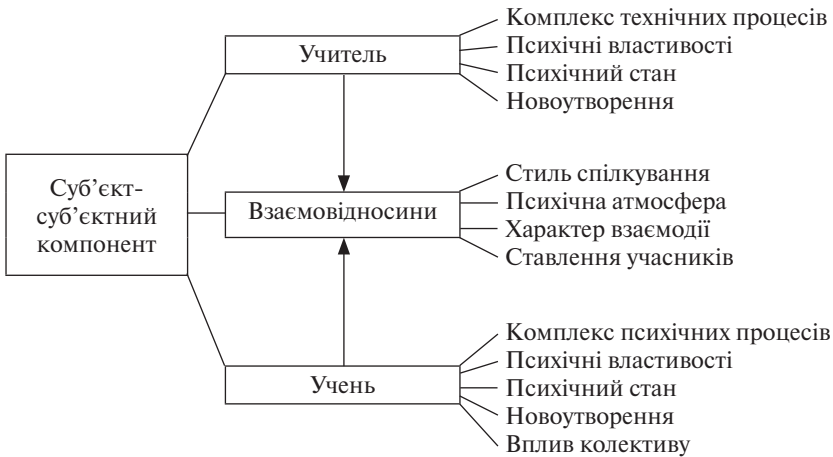 Суб’єкт-
суб’єктний
компонент
Учитель
Комплекс технічних процесів
Психічні властивості
Психічний стан
Новоутворення
Взаємовідносини
Стиль спілкування
Психічна атмосфера
Характер взаємодії
Ставлення учасників
Учень
Комплекс психічних процесів
Психічні властивості
Психічний стан
Новоутворення
Вплив колективу